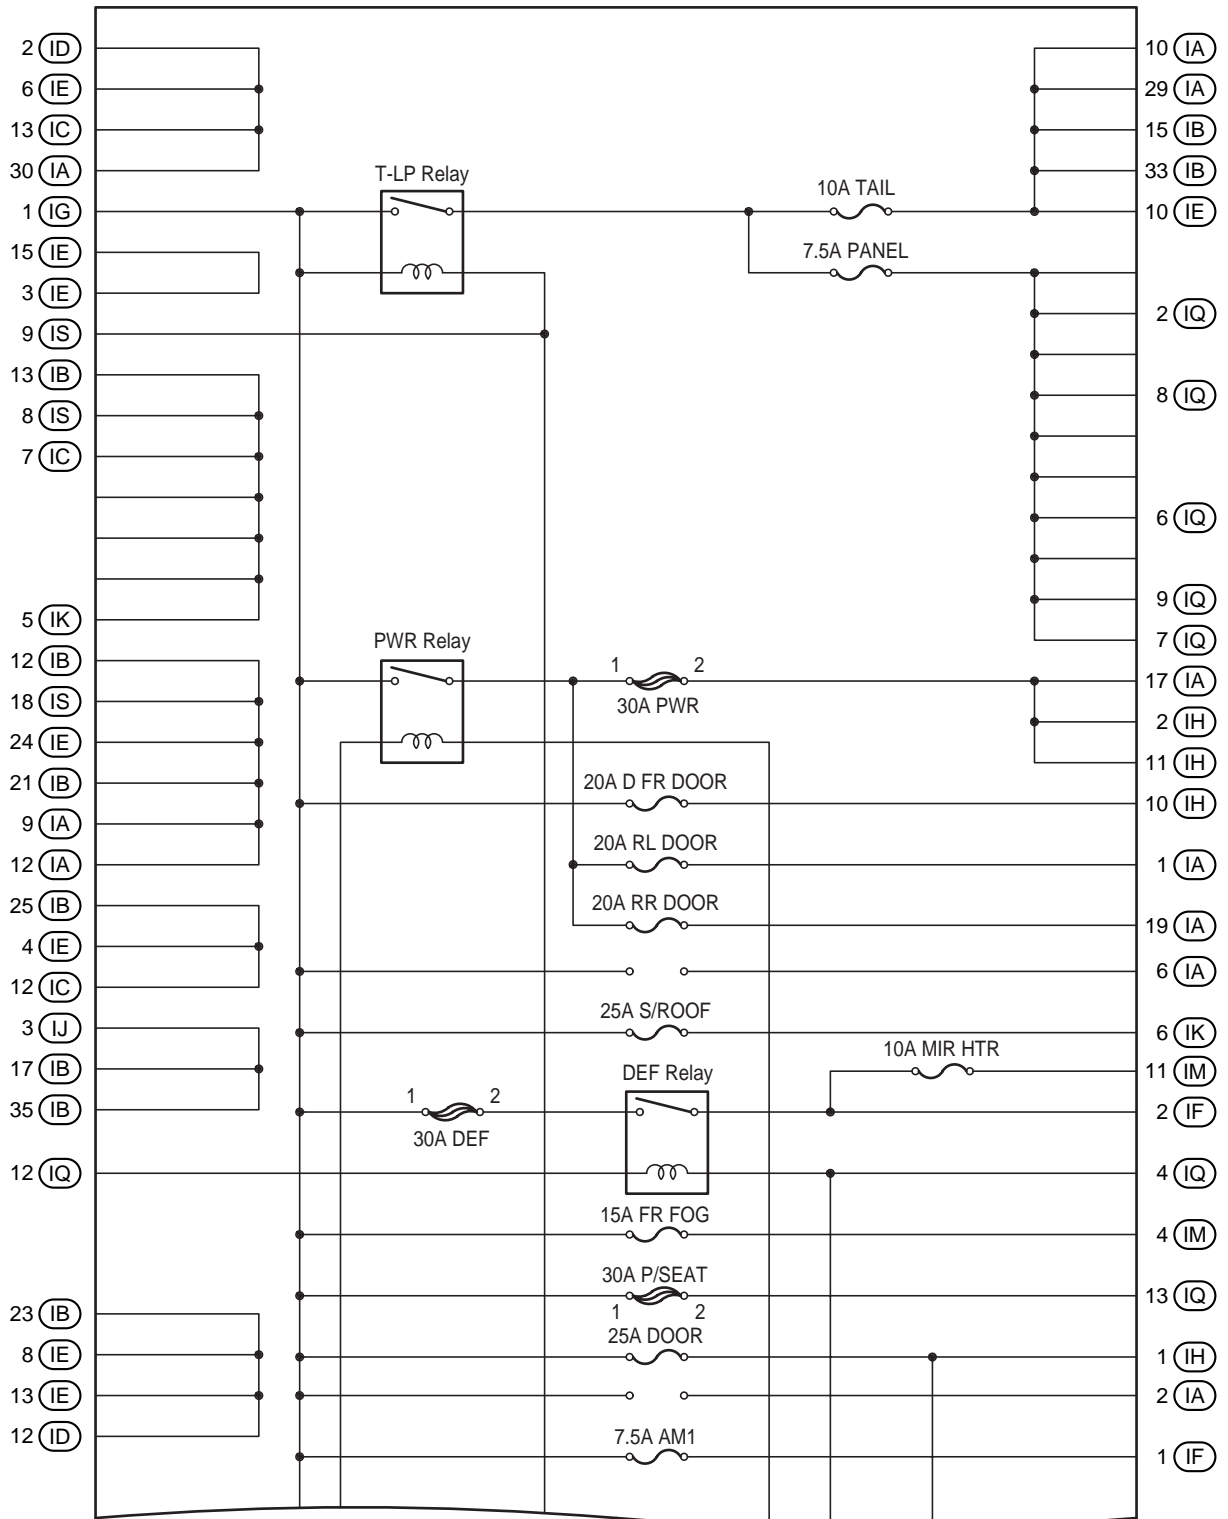 2 ID
10 IA
6 IE
29 IA
13 IC
15 IB
30 IA
33 IB
T-LP Relay
10A TAIL
1 IG
10 IE
15 IE
7.5A PANEL
3 IE
2 IQ
9 IS
13 IB
8 IQ
8 IS
7 IC
6 IQ
9 IQ
5 IK
7 IQ
PWR Relay
12 IB
1 2
17 IA
30A PWR
18 IS
2 IH
24 IE
11 IH
21 IB
20A D FR DOOR
10 IH
9 IA
20A RL DOOR
12 IA
1 IA
25 IB
20A RR DOOR
19 IA
4 IE
6 IA
12 IC
25A S/ROOF
3 IJ
6 IK
10A MIR HTR
17 IB
DEF Relay
11 IM
1 2
35 IB
2 IF
30A DEF
12 IQ
4 IQ
15A FR FOG
4 IM
30A P/SEAT
13 IQ
1 2
23 IB
25A DOOR
8 IE
1 IH
13 IE
2 IA
12 ID
7.5A AM1
1 IF